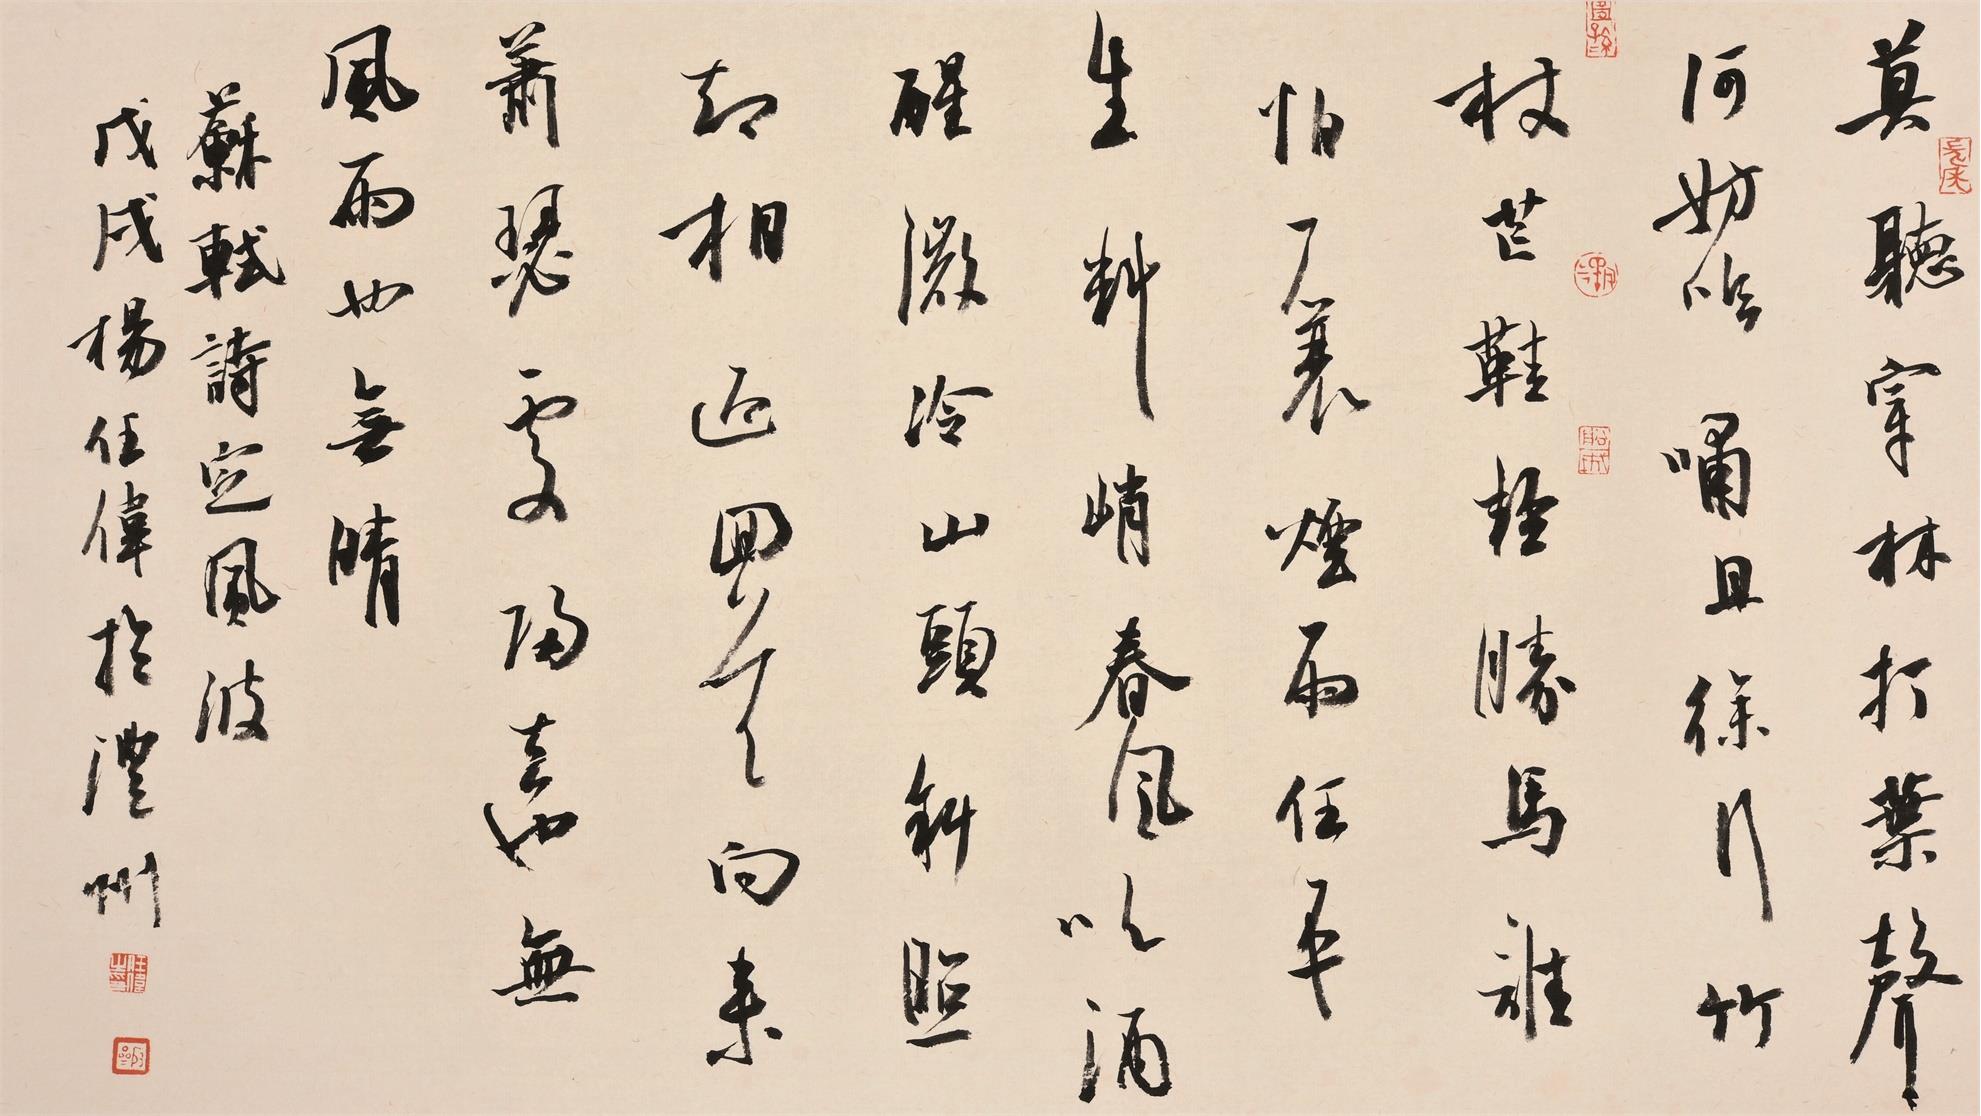 莫聽穿林打葉聲
何妨吟嘯且徐行竹
杖芒鞋輕勝馬誰
怕一蓑煙雨任平
生料峭春風吹酒
醒微冷山頭斜照
却相迎回首向來
蕭瑟處歸去也無
風雨也無晴
蘇軾詩定風波
戊戌楊任偉於澧州